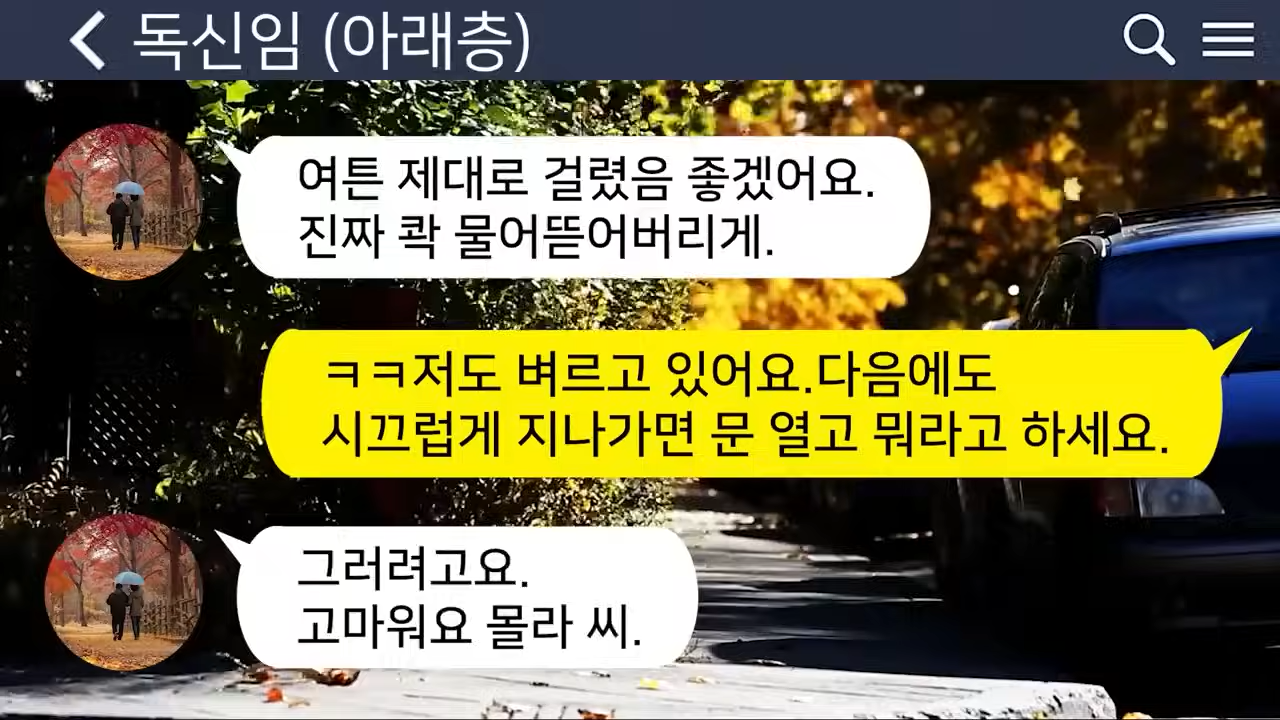 독신임 (아래층)
여튼 제대로 걸렸음 좋겠어요.
진짜 콱 물어뜯어버리게.
ㅋㅋ저도 벼르고 있어요.다음에도
시끄럽게 지나가면 문 열고 뭐라고 하세요.
그러려고요.
고마워요 몰라 씨.